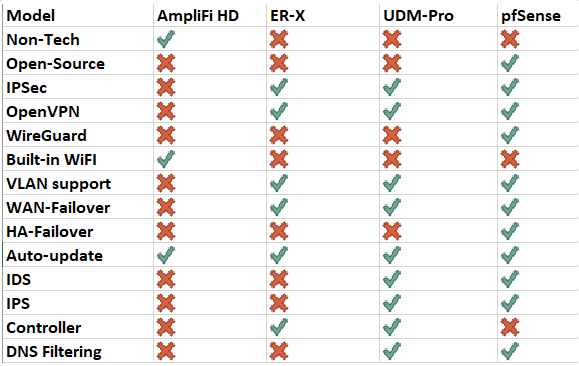 Model AmpliFi HD ER-X UDM-Pro pfSense
Non-Tech
Open-Source
IPSec
OpenVPN
WireGuard
Built-in WiFI
VLAN support
WAN-Failover
HA-Failover
Auto-update
IDS
IPS
Controller
DNS Filtering